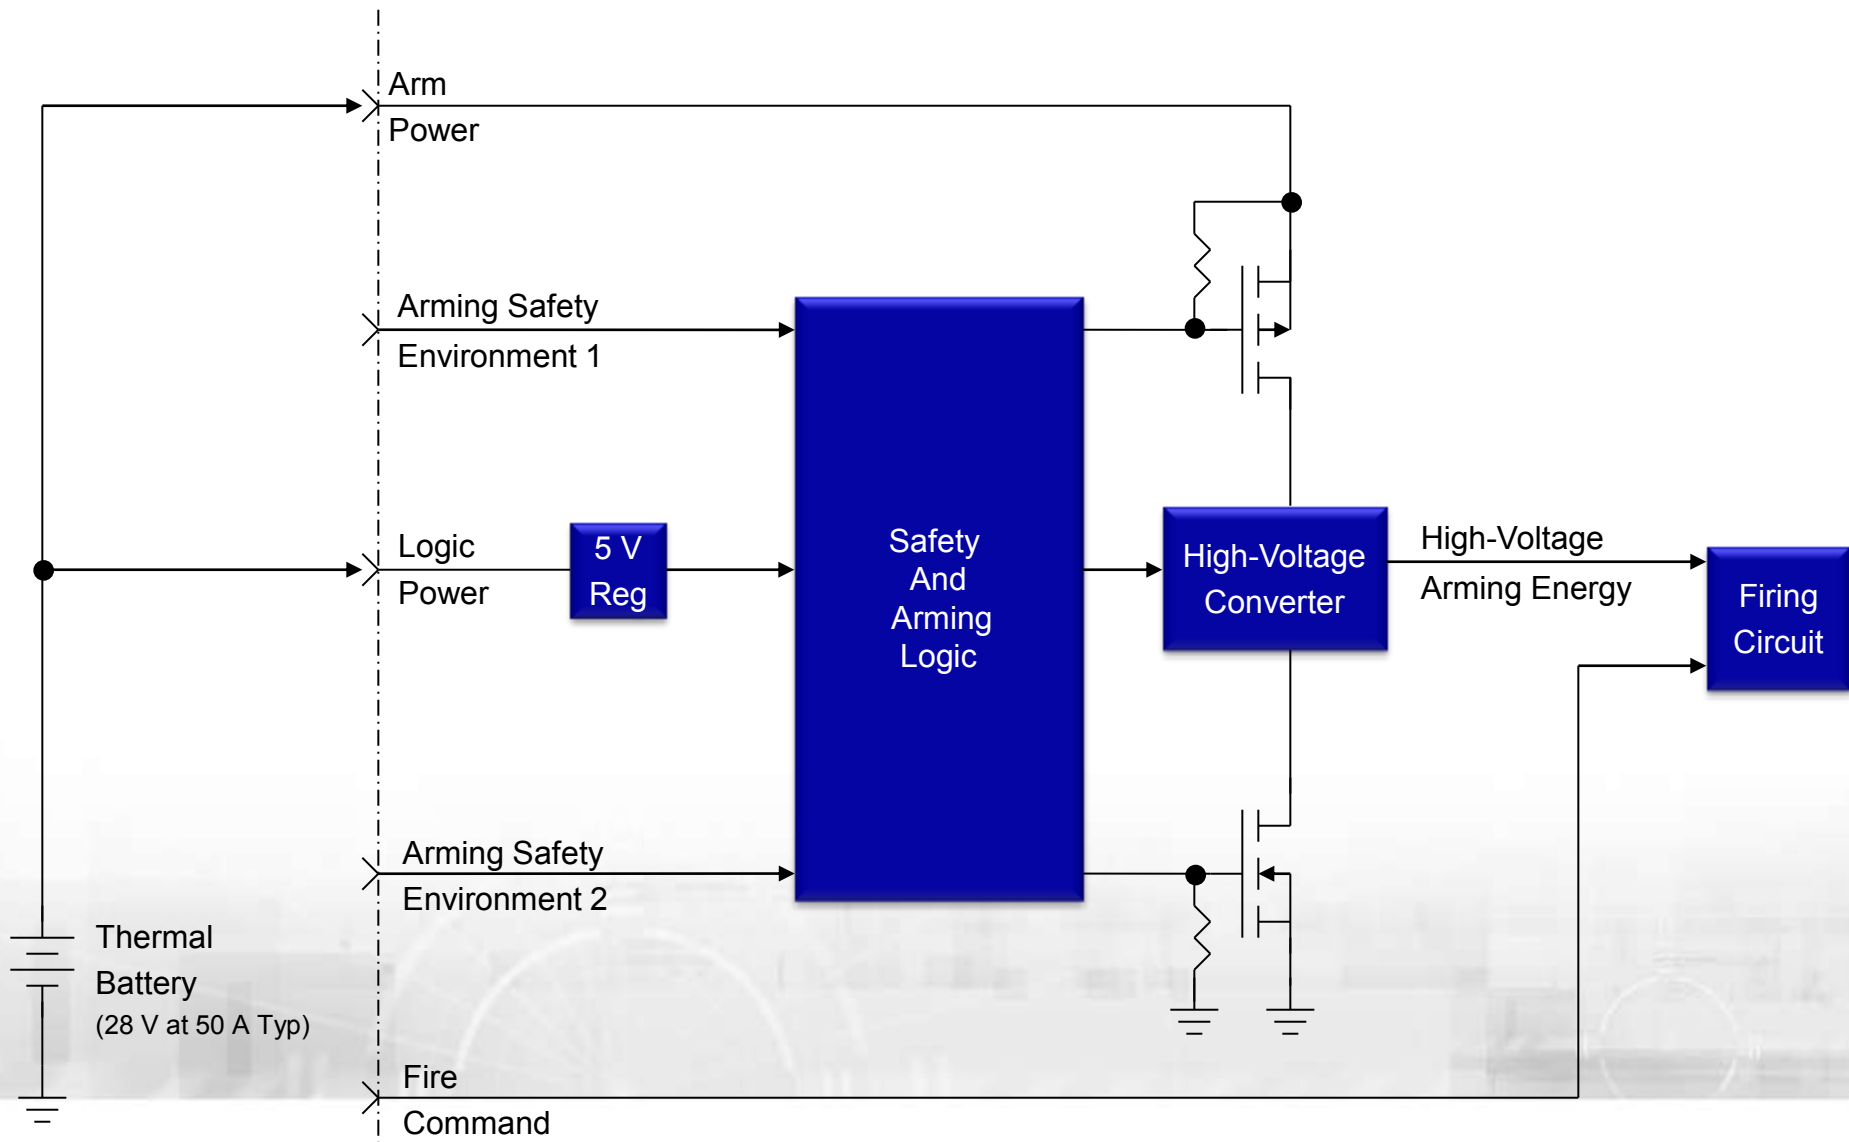 Arm
Power
Arming Safety
Environment 1
Logic
Power
5 V
Reg
Safety
And
Arming
Logic
High-Voltage
Converter
High-Voltage
Arming Energy
Firing
Circuit
Arming Safety
Environment 2
Thermal
Battery
(28 V at 50 A Typ)
Fire
Command